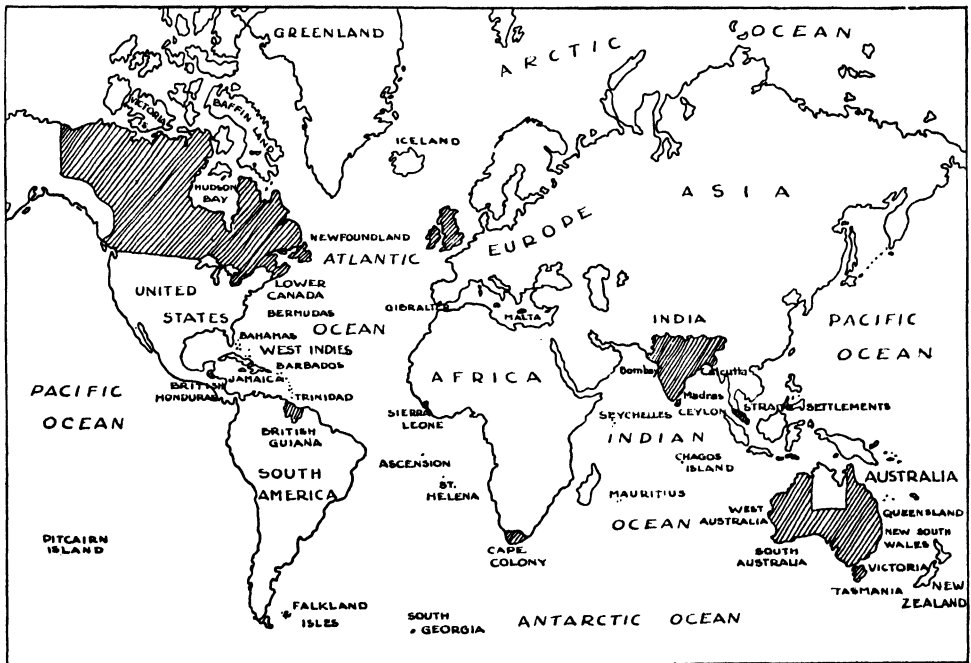 GREENLAND
ARCTIC
OCEAN
VICTORIA
IS.
BAFFIN LAND
ICELAND
HUDSON
BAY
ASIA
EUROPE
NEWFOUNDLAND
ATLANTIC
OCEAN
LOWER
CANADA
UNITED
STATES
BERMUDAS
GIBRALTER
MALTA
INDIA
PACIFIC
OCEAN
BAHAMAS
WEST INDIES
BARBADOS
JAMAICA
BRITISH
HONDURAS
TRINIDAD
AFRICA
Bombay
Calcutta
Madras
CEYLON
STRAITS SETTLEMENTS
PACIFIC
OCEAN
SIERRA
LEONE
SEYCHELLES
BRITISH
GUIANA
INDIAN
OCEAN
CHAGOS
ISLAND
ASCENSION
SOUTH
AMERICA
ST.
HELENA
MAURITIUS
AUSTRALIA
WEST
AUSTRALIA
QUEENSLAND
NEW SOUTH
WALES
PITCAIRN
ISLAND
CAPE
COLONY
SOUTH
AUSTRALIA
VICTORIA
TASMANIA
NEW
ZEALAND
FALKLAND
ISLES
SOUTH
GEORGIA
ANTARCTIC OCEAN